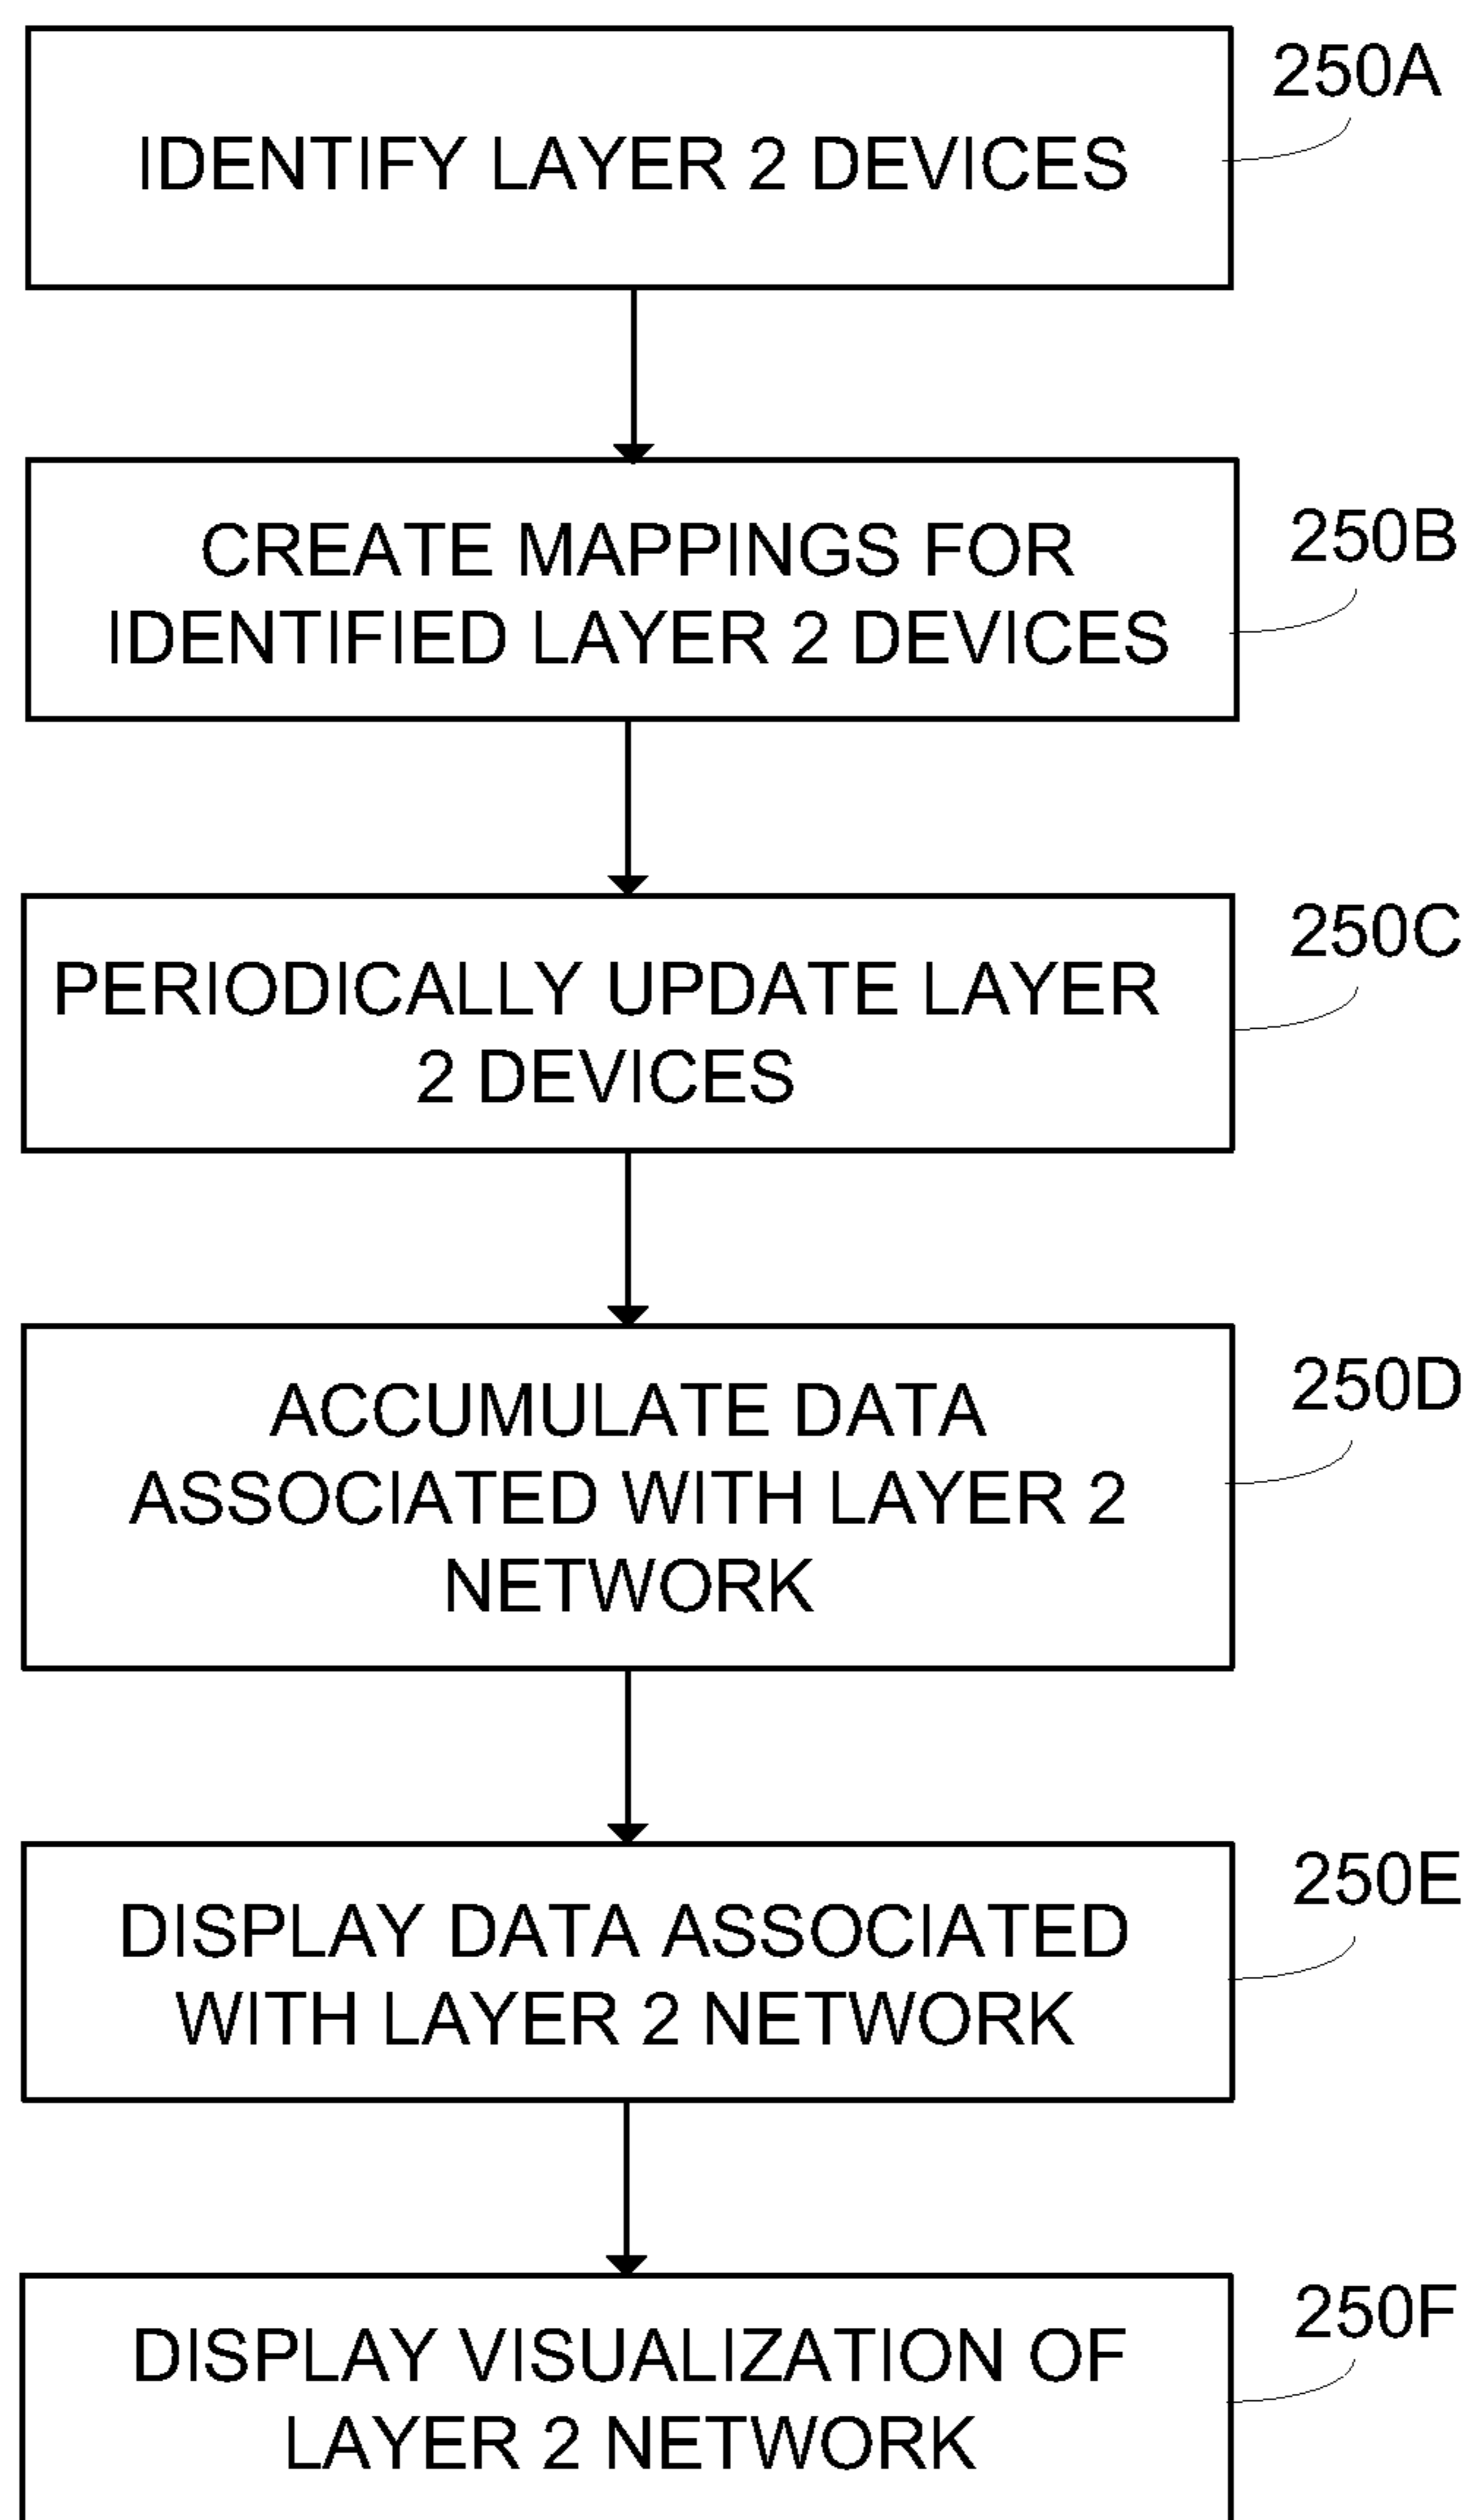 250A
IDENTIFY LAYER 2 DEVICES
250B
CREATE MAPPINGS FOR
IDENTIFIED LAYER 2 DEVICES
250C
PERIODICALLY UPDATE LAYER
2 DEVICES
250D
ACCUMULATE DATA
ASSOCIATED WITH LAYER 2
NETWORK
250E
DISPLAY DATA ASSOCIATED
WITH LAYER 2 NETWORK
250F
DISPLAY VISUALIZATION OF
LAYER 2 NETWORK